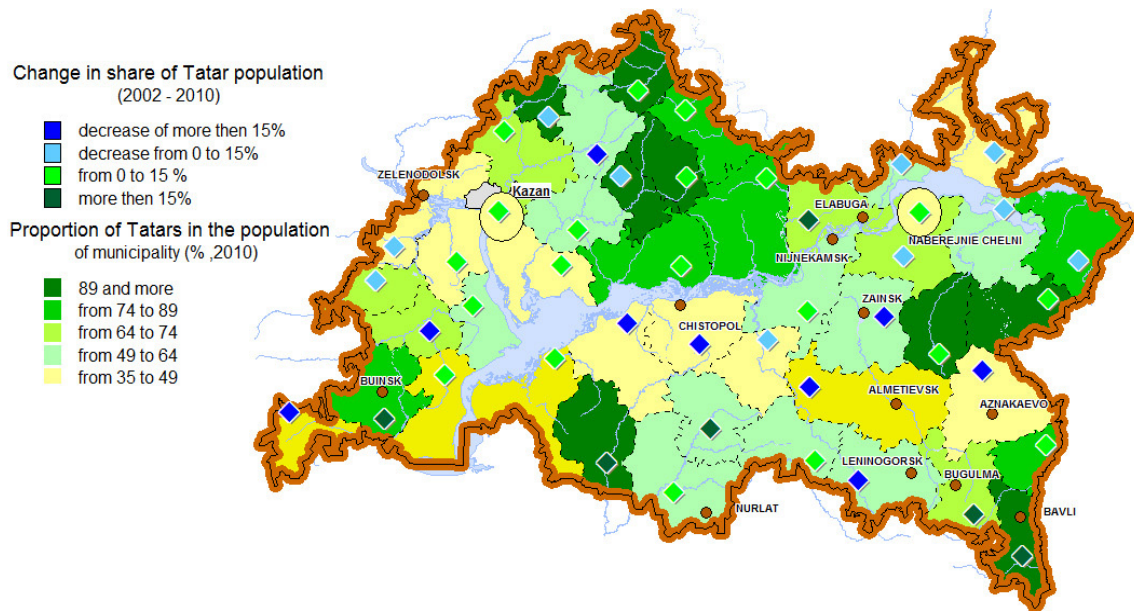 Change in share of Tatar population
(2002 - 2010)
decrease of more then 15%
decrease from 0 to 15%
from 0 to 15 %
more then 15%
Proportion of Tatars in the population
of municipality (% ,2010)
89 and more
from 74 to 89
from 64 to 74
from 49 to 64
from 35 to 49
ZELENODOLSK
Kazan
ELABUGA
NABEREJNIE CHELNI
NIJNEKAMSK
ZAINSK
CHISTOPOL
BUINSK
ALMETIEVSK
AZNAKAEVO
LENINOGORSK
BUGULMA
NURLAT
BAVLI